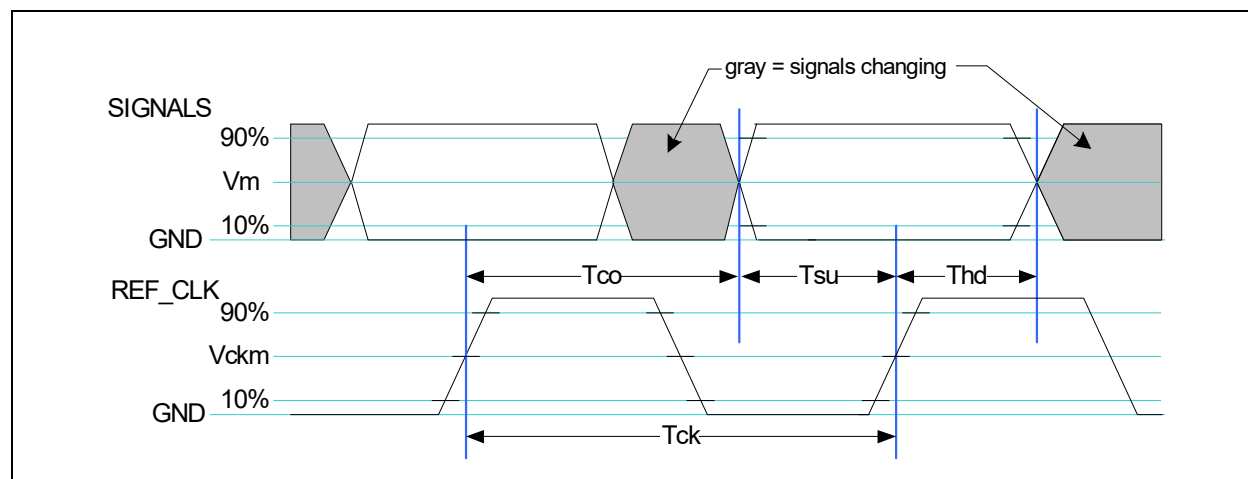 gray = signals changing
SIGNALS
90%
Vm
10%
GND
Tco
Tsu
Thd
REF_CLK
90%
Vckm
10%
GND
Tck